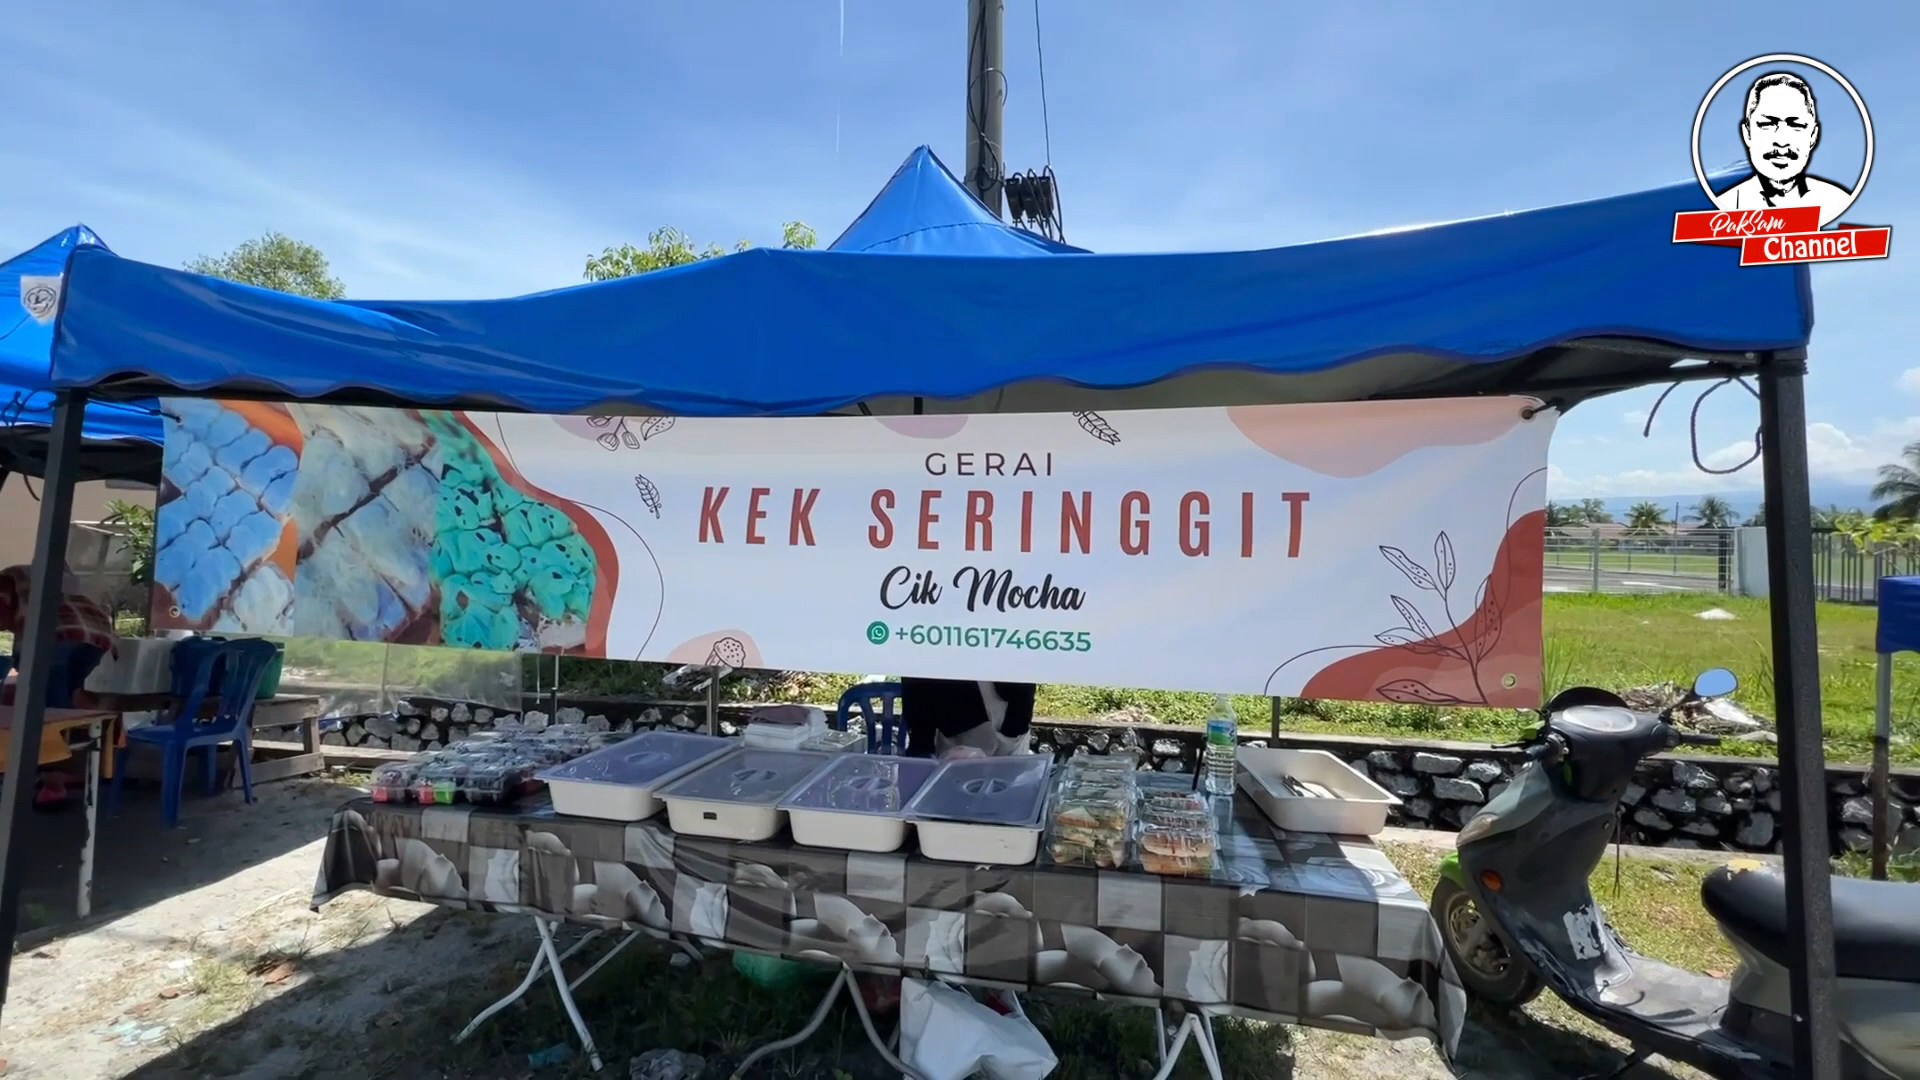 PakSam
Channel
GERAI
KEK SERINGGIT
Cik Mocha
+601161746635